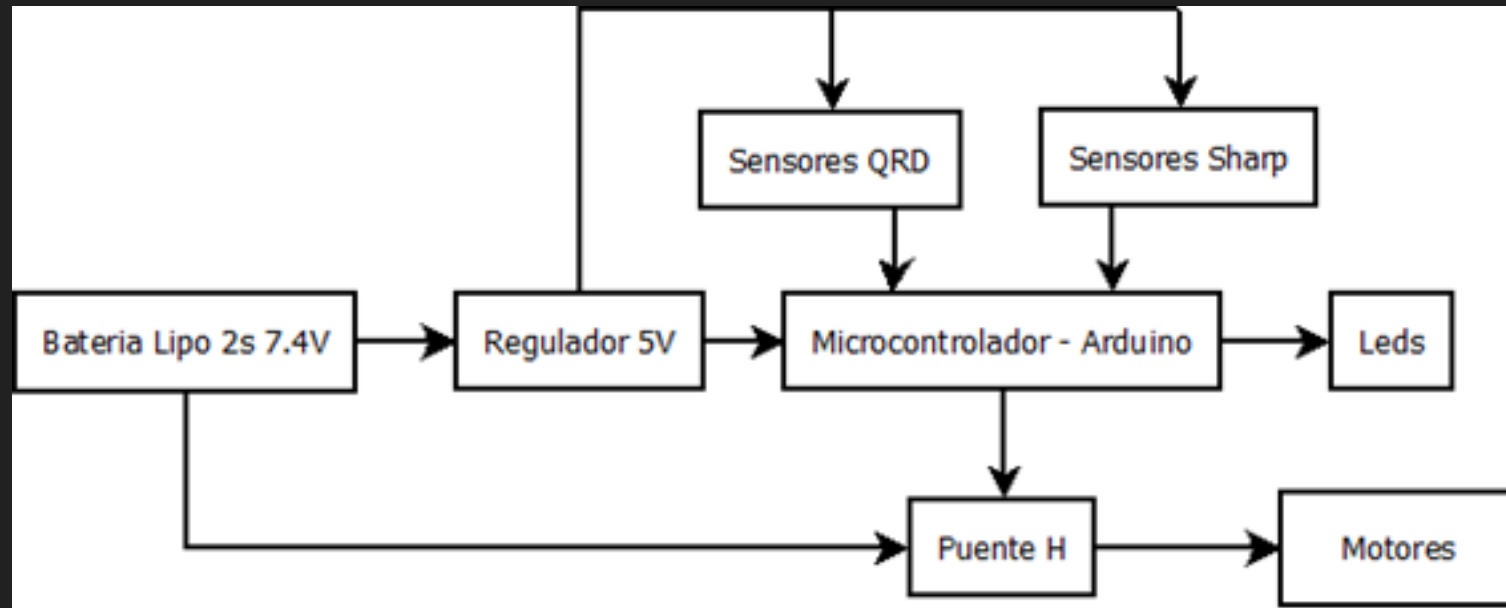 Sensores QRD
Sensores Sharp
Bateria Lipo 2s 7.4V
Regulador 5V
Microcontrolador - Arduino
Leds
Puente H
Motores